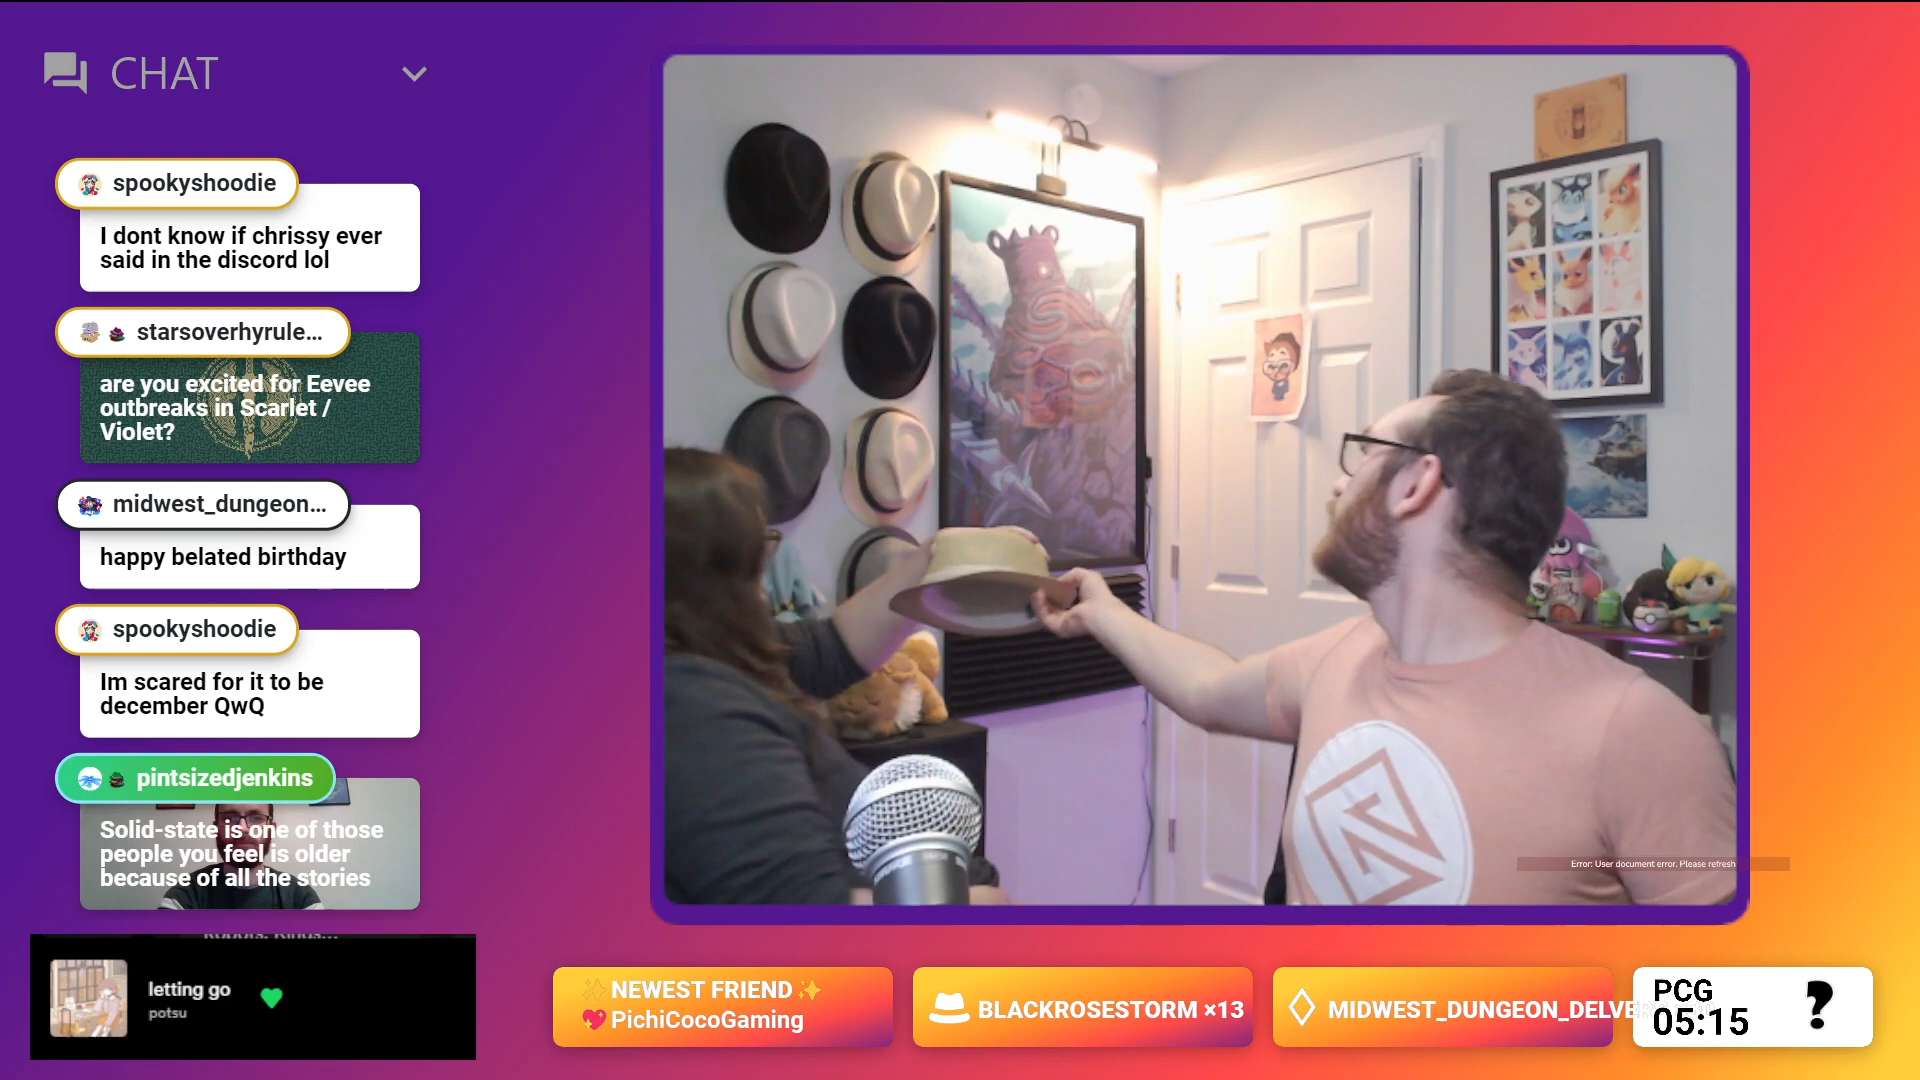 CHAT
spookyshoodie
I dont know if chrissy ever
said in the discord lol
starsoverhyrule...
are you excited for Eevee
outbreaks in Scarlet /
Violet?
midwest_dungeon...
happy belated birthday
spookyshoodie
Im scared for it to be
december QwQ
pintsizedjenkins
Solid-state is one of those
people you feel is older
because of all the stories
letting go
potsu
Error: User document error. Please refresh
✨NEWEST FRIEND✨
💖PichiCocoGaming
BLACKROSESTORM ×13
MIDWEST_DUNGEON_DELVER
PCG
05:15
?